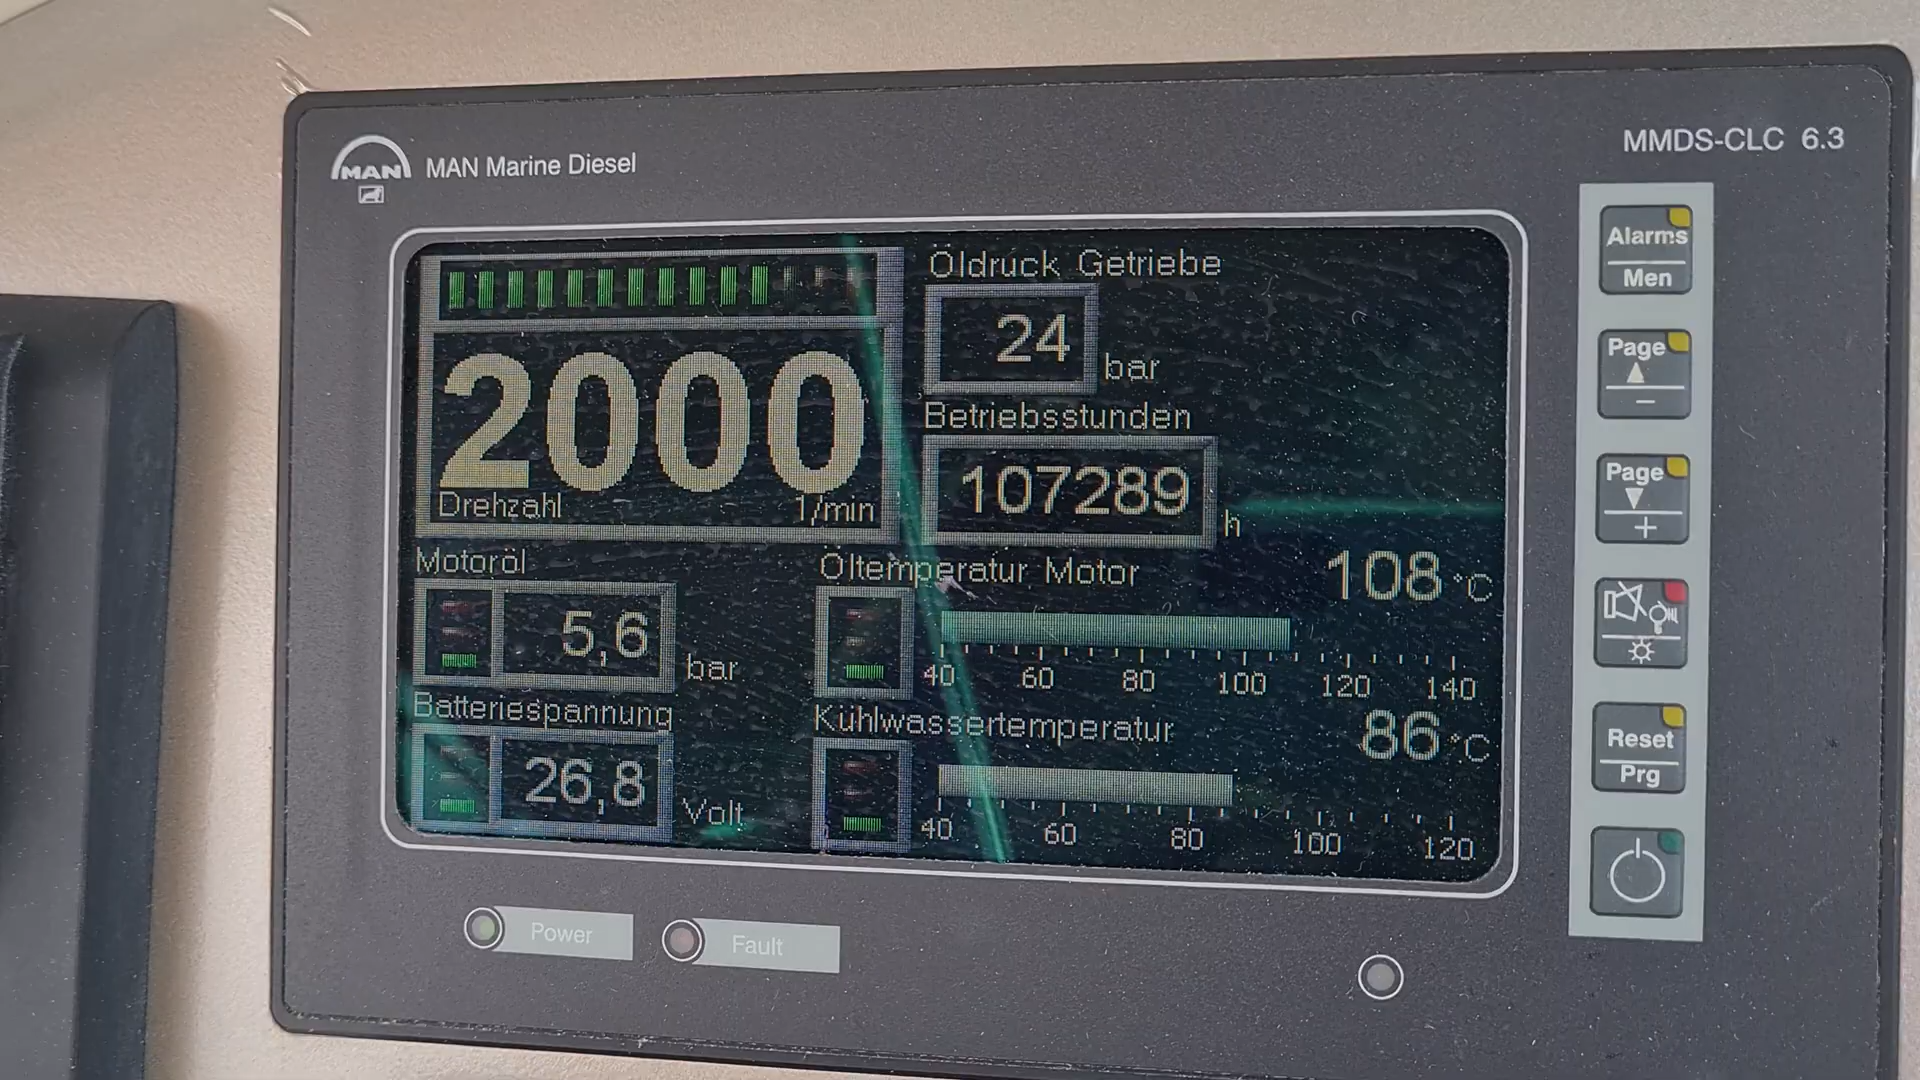 MAN
MAN Marine Diesel
MMDS-CLC 6.3
2000
Drehzahl 1/min
Öldruck Getriebe
24 bar
Betriebsstunden
107289 h
Motoröl
5,6 bar
Batteriespannung
26,8 Volt
Öltemperatur Motor
108 °C
40 60 80 100 120 140
Kühlwassertemperatur
86 °C
40 60 80 100 120
Alarms
Men
Page
−
Page
+
Reset
Prg
Power
Fault